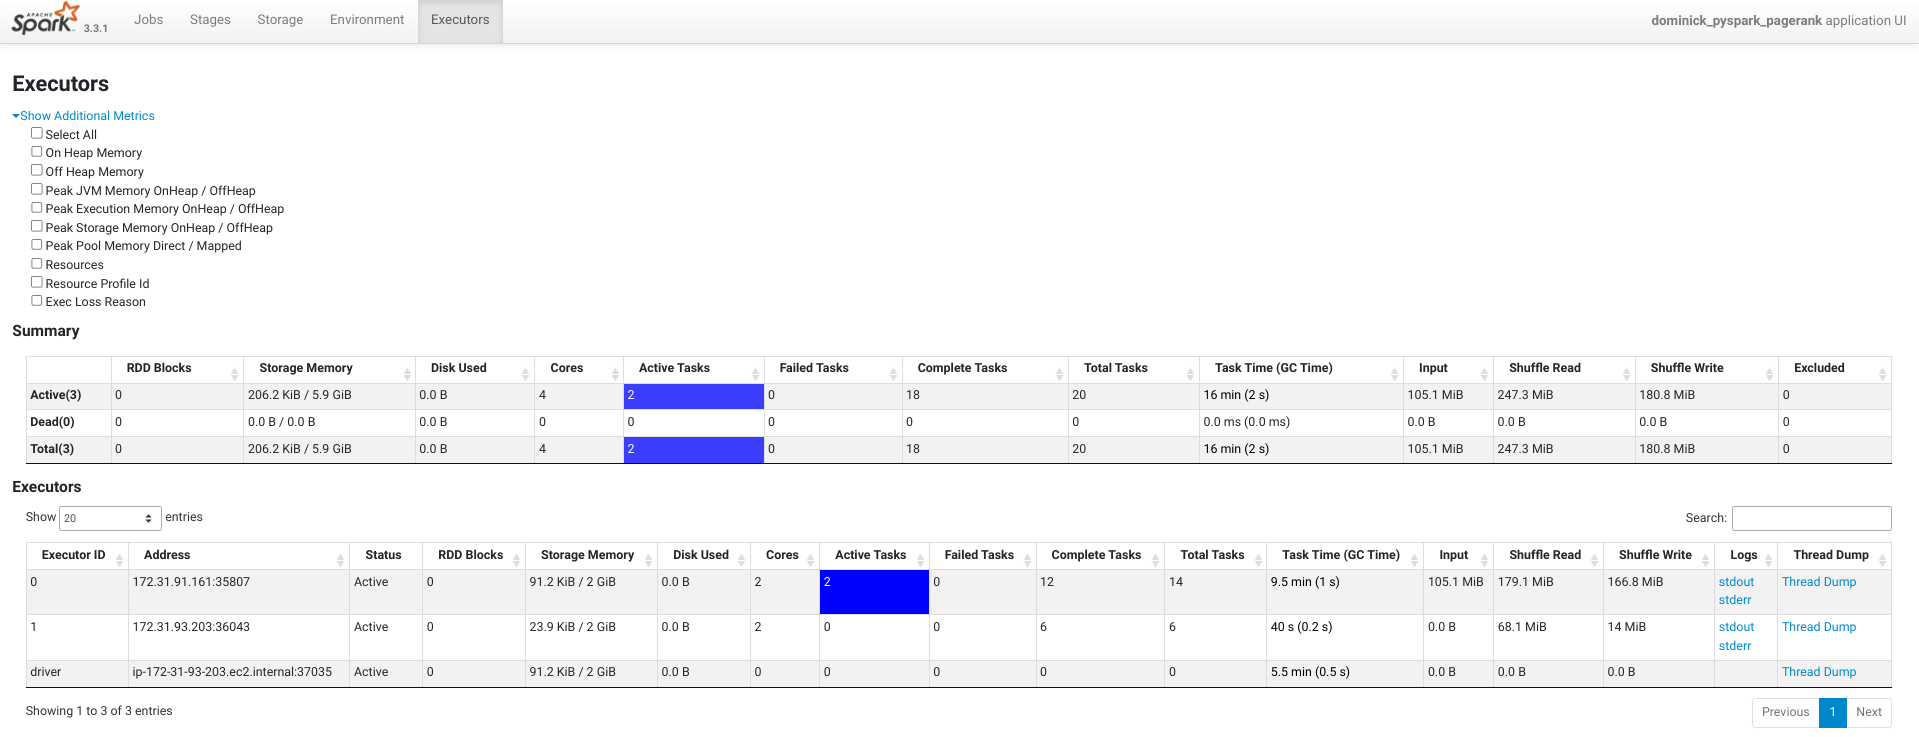 APACHE
Spark 3.3.1 Jobs Stages Storage Environment Executors dominick_pyspark_pagerank application UI
Executors
Show Additional Metrics
Select All
On Heap Memory
Off Heap Memory
Peak JVM Memory OnHeap / OffHeap
Peak Execution Memory OnHeap / OffHeap
Peak Storage Memory OnHeap / OffHeap
Peak Pool Memory Direct / Mapped
Resources
Resource Profile Id
Exec Loss Reason
Summary
RDD Blocks Storage Memory Disk Used Cores Active Tasks Failed Tasks Complete Tasks Total Tasks Task Time (GC Time) Input Shuffle Read Shuffle Write Excluded
Active(3) 0 206.2 KiB / 5.9 GiB 0.0 B 4 2 0 18 20 16 min (2 s) 105.1 MiB 247.3 MiB 180.8 MiB 0
Dead(0) 0 0.0 B / 0.0 B 0.0 B 0 0 0 0 0 0.0 ms (0.0 ms) 0.0 B 0.0 B 0.0 B 0
Total(3) 0 206.2 KiB / 5.9 GiB 0.0 B 4 2 0 18 20 16 min (2 s) 105.1 MiB 247.3 MiB 180.8 MiB 0
Executors
Show 20 entries Search:
Executor ID Address Status RDD Blocks Storage Memory Disk Used Cores Active Tasks Failed Tasks Complete Tasks Total Tasks Task Time (GC Time) Input Shuffle Read Shuffle Write Logs Thread Dump
0 172.31.91.161:35807 Active 0 91.2 KiB / 2 GiB 0.0 B 2 2 0 12 14 9.5 min (1 s) 105.1 MiB 179.1 MiB 166.8 MiB stdout Thread Dump
stderr
1 172.31.93.203:36043 Active 0 23.9 KiB / 2 GiB 0.0 B 2 0 0 6 6 40 s (0.2 s) 0.0 B 68.1 MiB 14 MiB stdout Thread Dump
stderr
driver ip-172-31-93-203.ec2.internal:37035 Active 0 91.2 KiB / 2 GiB 0.0 B 0 0 0 0 0 5.5 min (0.5 s) 0.0 B 0.0 B 0.0 B Thread Dump
Showing 1 to 3 of 3 entries Previous 1 Next